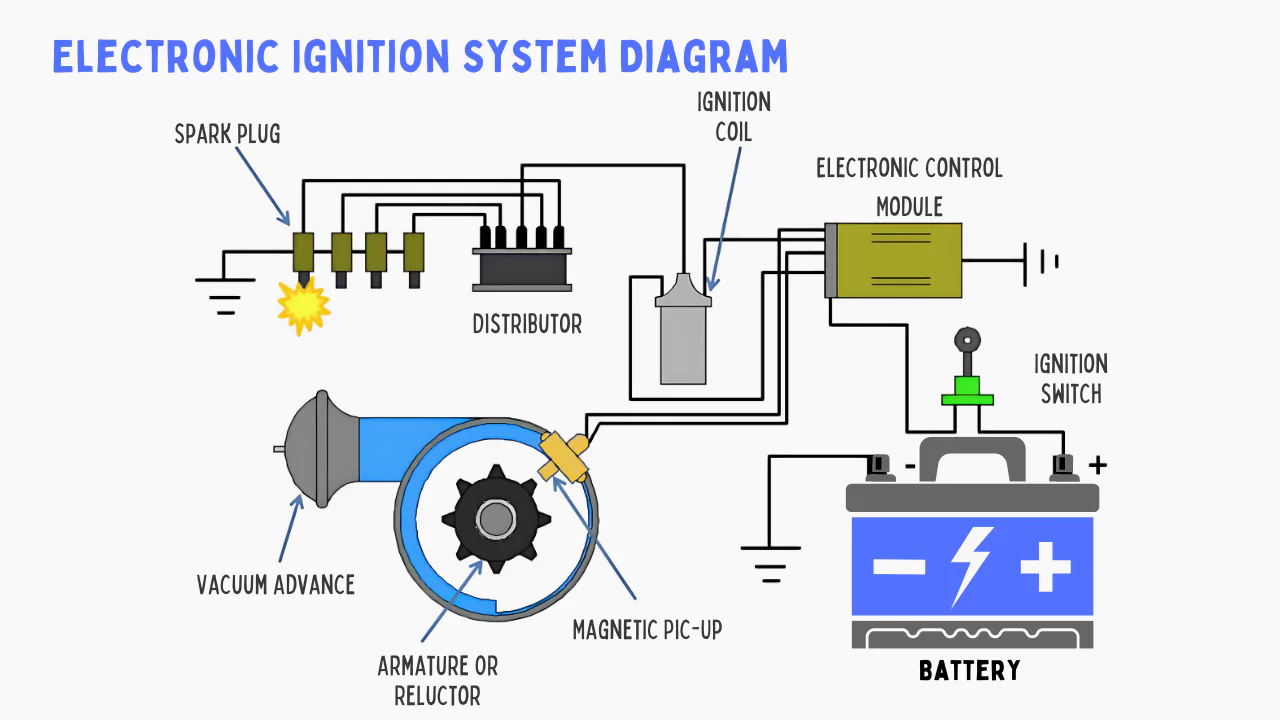 ELECTRONIC IGNITION SYSTEM DIAGRAM
IGNITION
COIL
SPARK PLUG
ELECTRONIC CONTROL
MODULE
DISTRIBUTOR
IGNITION
SWITCH
- +
VACUUM ADVANCE
MAGNETIC PIC-UP
ARMATURE OR
RELUCTOR
BATTERY